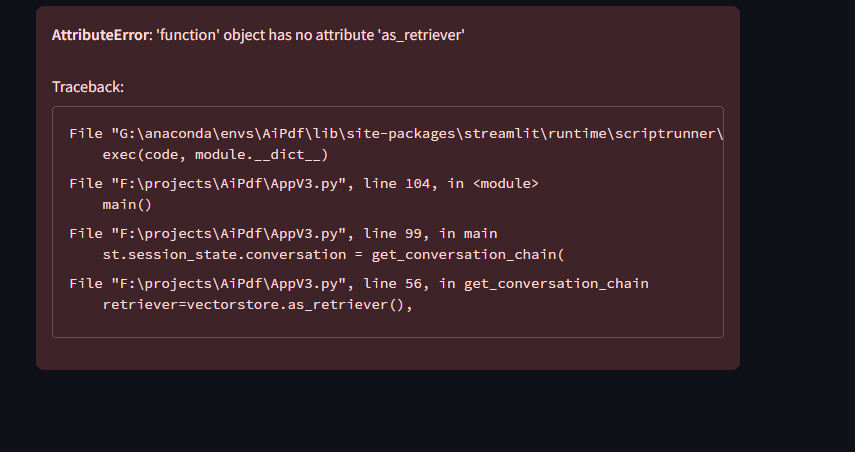 AttributeError: 'function' object has no attribute 'as_retriever'
Traceback:
File "G:\anaconda\envs\AiPdf\lib\site-packages\streamlit\runtime\scriptrunner\
exec(code, module.__dict__)
File "F:\projects\AiPdf\AppV3.py", line 104, in <module>
main()
File "F:\projects\AiPdf\AppV3.py", line 99, in main
st.session_state.conversation = get_conversation_chain(
File "F:\projects\AiPdf\AppV3.py", line 56, in get_conversation_chain
retriever=vectorstore.as_retriever(),